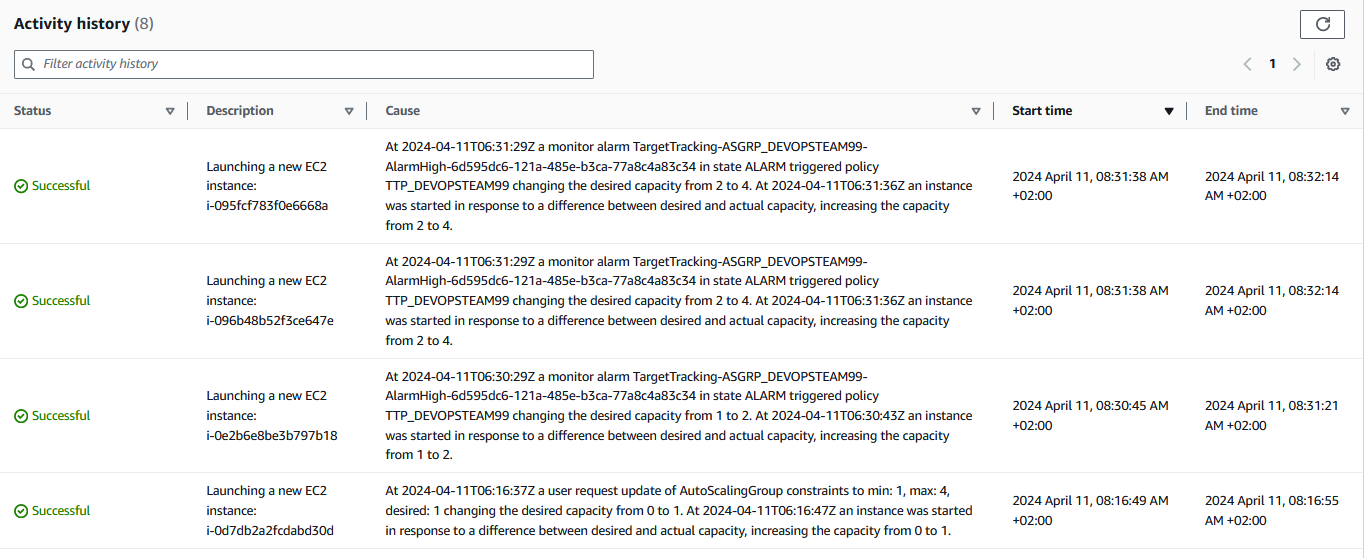 Activity history (8)
Filter activity history
1
Status
Description
Cause
Start time
End time
Successful
Launching a new EC2
instance:
i-095fcf783f0e6668a
At 2024-04-11T06:31:29Z a monitor alarm TargetTracking-ASGRP_DEVOPSTEAM99-
AlarmHigh-6d595dc6-121a-485e-b3ca-77a8c4a83c34 in state ALARM triggered policy
TTP_DEVOPSTEAM99 changing the desired capacity from 2 to 4. At 2024-04-11T06:31:36Z an instance
was started in response to a difference between desired and actual capacity, increasing the capacity
from 2 to 4.
2024 April 11, 08:31:38 AM
+02:00
2024 April 11, 08:32:14
AM +02:00
Successful
Launching a new EC2
instance:
i-096b48b52f3ce647e
At 2024-04-11T06:31:29Z a monitor alarm TargetTracking-ASGRP_DEVOPSTEAM99-
AlarmHigh-6d595dc6-121a-485e-b3ca-77a8c4a83c34 in state ALARM triggered policy
TTP_DEVOPSTEAM99 changing the desired capacity from 2 to 4. At 2024-04-11T06:31:36Z an instance
was started in response to a difference between desired and actual capacity, increasing the capacity
from 2 to 4.
2024 April 11, 08:31:38 AM
+02:00
2024 April 11, 08:32:14
AM +02:00
Successful
Launching a new EC2
instance:
i-0e2b6e8be3b797b18
At 2024-04-11T06:30:29Z a monitor alarm TargetTracking-ASGRP_DEVOPSTEAM99-
AlarmHigh-6d595dc6-121a-485e-b3ca-77a8c4a83c34 in state ALARM triggered policy
TTP_DEVOPSTEAM99 changing the desired capacity from 1 to 2. At 2024-04-11T06:30:43Z an instance
was started in response to a difference between desired and actual capacity, increasing the capacity
from 1 to 2.
2024 April 11, 08:30:45 AM
+02:00
2024 April 11, 08:31:21
AM +02:00
Successful
Launching a new EC2
instance:
i-0d7db2a2fcdabd30d
At 2024-04-11T06:16:37Z a user request update of AutoScalingGroup constraints to min: 1, max: 4,
desired: 1 changing the desired capacity from 0 to 1. At 2024-04-11T06:16:47Z an instance was started
in response to a difference between desired and actual capacity, increasing the capacity from 0 to 1.
2024 April 11, 08:16:49 AM
+02:00
2024 April 11, 08:16:55
AM +02:00